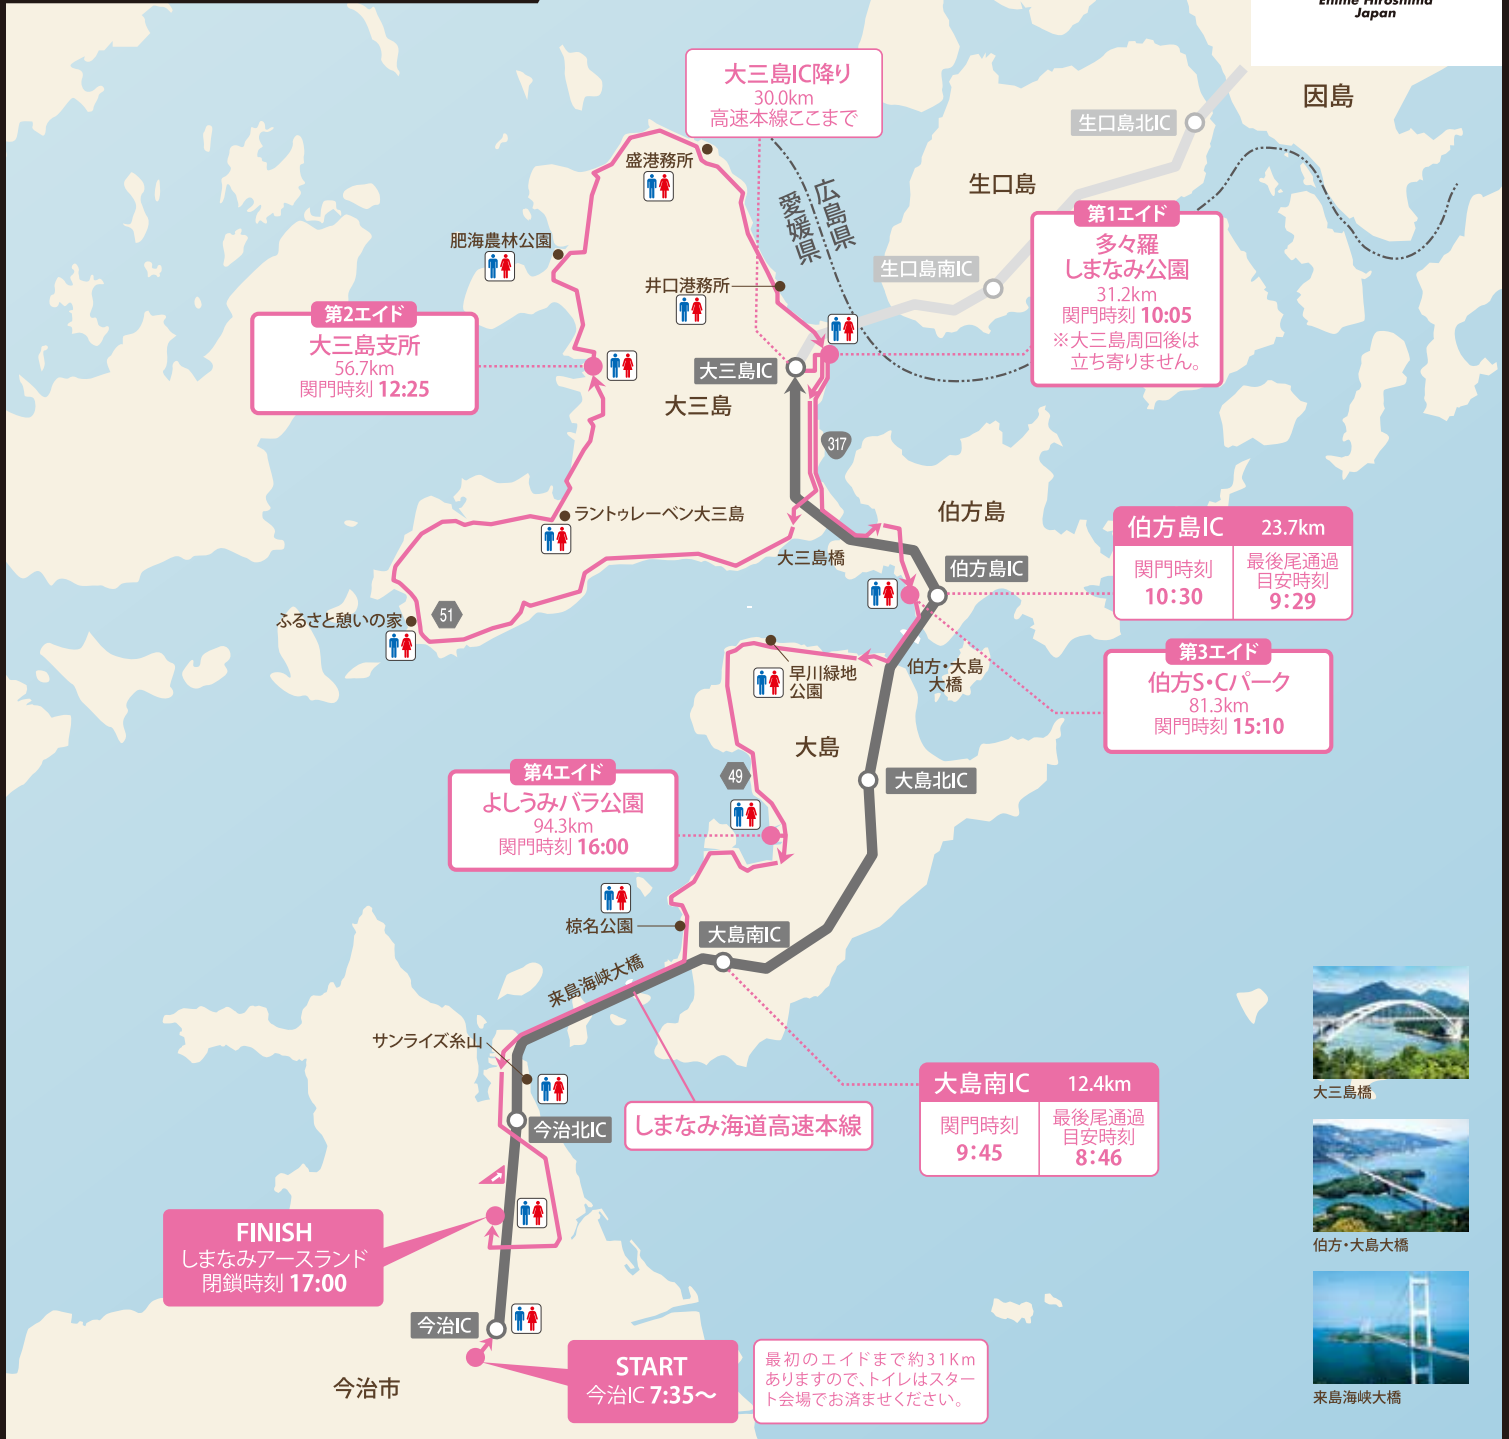 Ehime Hiroshima
Japan
因島
大三島IC降り
30.0km
高速本線ここまで
生口島北IC
生口島
盛港務所
広島県
愛媛県
第1エイド
多々羅
しまなみ公園
31.2km
関門時刻 10:05
※大三島周回後は
立ち寄りません。
肥海農林公園
生口島南IC
井口港務所
第2エイド
大三島支所
56.7km
関門時刻 12:25
大三島IC
大三島
317
ラントゥレーベン大三島
伯方島
大三島橋
伯方島IC
伯方島IC 23.7km
関門時刻
10:30
最後尾通過
目安時刻
9:29
51
ふるさと憩いの家
早川緑地
公園
伯方・大島
大橋
第3エイド
伯方S・Cパーク
81.3km
関門時刻 15:10
大島
49
大島北IC
第4エイド
よしうみバラ公園
94.3km
関門時刻 16:00
椋名公園
大島南IC
来島海峡大橋
サンライズ糸山
大島南IC 12.4km
関門時刻
9:45
最後尾通過
目安時刻
8:46
しまなみ海道高速本線
今治北IC
FINISH
しまなみアースランド
閉鎖時刻 17:00
今治IC
START
今治IC 7:35〜
最初のエイドまで約31Km
ありますので、トイレはスター
ト会場でお済ませください。
今治市
大三島橋
伯方・大島大橋
来島海峡大橋